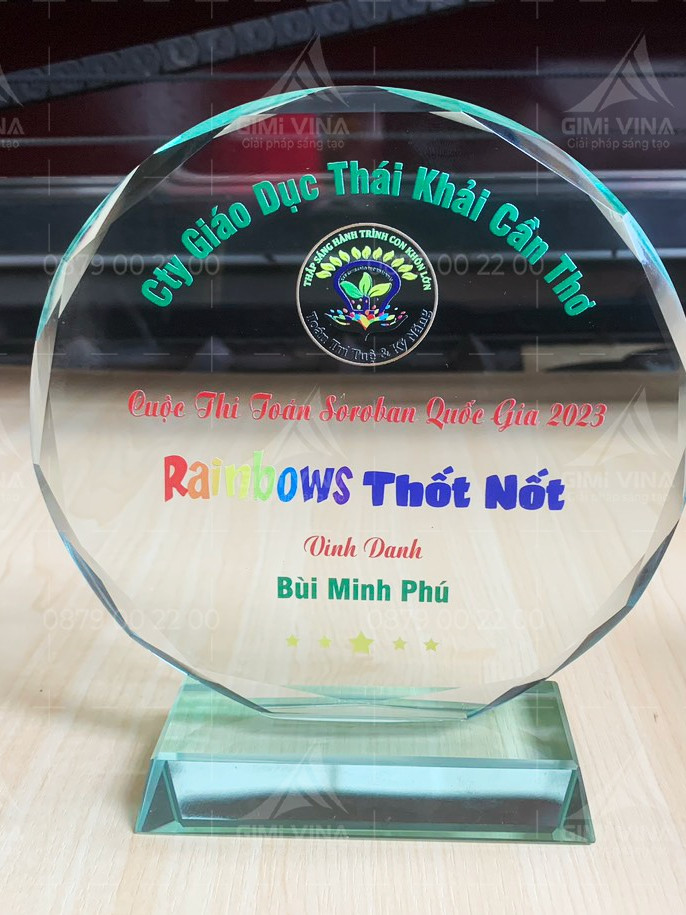 Cty Giáo Dục Thái Khải Cần Thơ
THẮP SÁNG HÀNH TRÌNH CON KHÔN LỚN
Toán Trí Tuệ & Kỹ Năng
Cuộc Thi Toán Soroban Quốc Gia 2023
Rainbows Thốt Nốt
Vinh Danh
Bùi Minh Phú
GIMI VINA
Giải pháp sáng tạo
0879 00 22 00